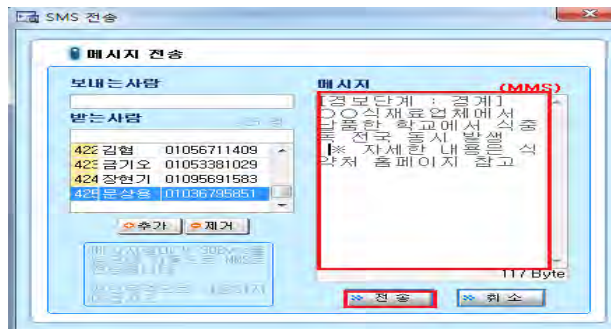 SMS 전송
메시지 전송
보내는사람
받는사람
422 김협 01056711409
423 금기오 01053381029
424 장현기 01095691583
425 문상용 01036795851
추가
제거
메시지
(MMS)
[경보단계 : 경계]
○○식재료업체에서
납품한 학교에서 식중
독 전국 동시 발생
※ 자세한 내용은 식
약처 홈페이지 참고
117 Byte
전송
취소